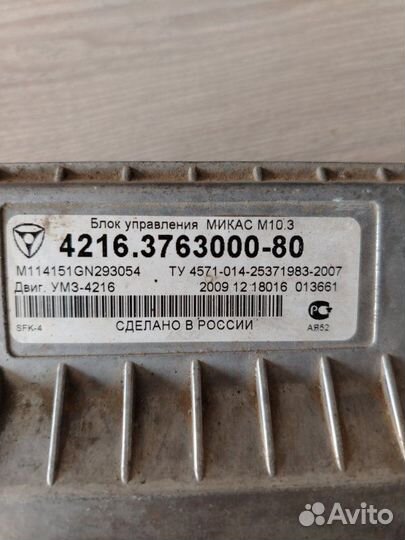 Блок управления МИКАС М10.3
4216.3763000-80
M114151GN293054 ТУ 4571-014-25371983-2007
Двиг. УМЗ-4216 2009 12 18016 013661
SFK-4 СДЕЛАНО В РОССИИ АЯ52
Avito